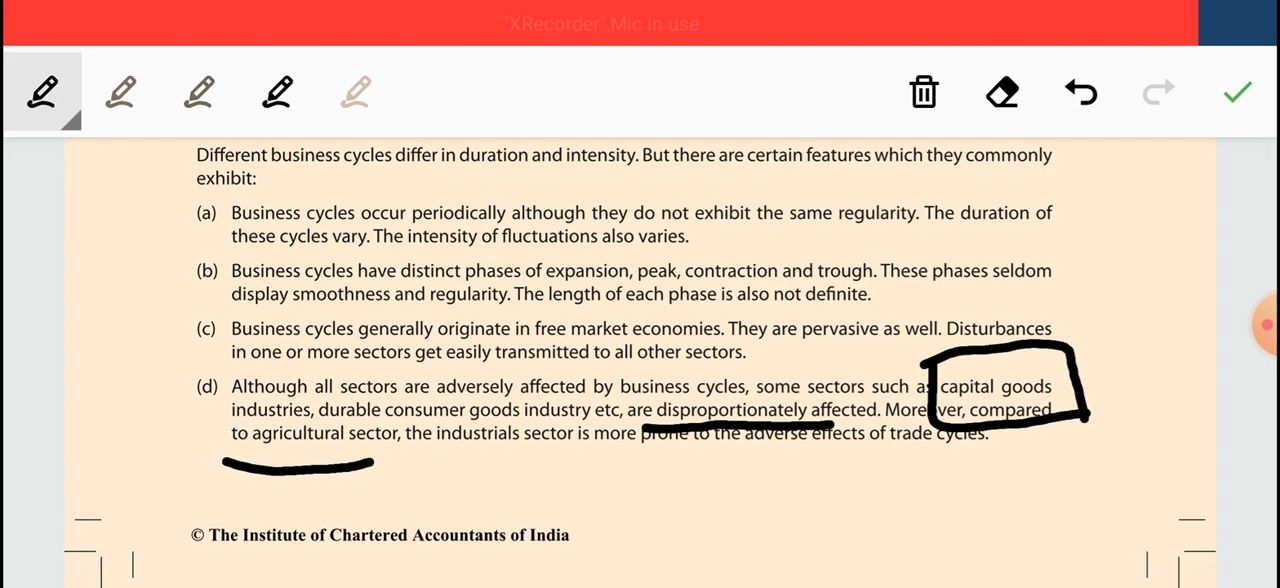 "XRecorder",Mic in use
Different business cycles differ in duration and intensity. But there are certain features which they commonly
exhibit:
(a) Business cycles occur periodically although they do not exhibit the same regularity. The duration of
these cycles vary. The intensity of fluctuations also varies.
(b) Business cycles have distinct phases of expansion, peak, contraction and trough. These phases seldom
display smoothness and regularity. The length of each phase is also not definite.
(c) Business cycles generally originate in free market economies. They are pervasive as well. Disturbances
in one or more sectors get easily transmitted to all other sectors.
(d) Although all sectors are adversely affected by business cycles, some sectors such as capital goods
industries, durable consumer goods industry etc, are disproportionately affected. Moreover, compared
to agricultural sector, the industrials sector is more prone to the adverse effects of trade cycles.
© The Institute of Chartered Accountants of India